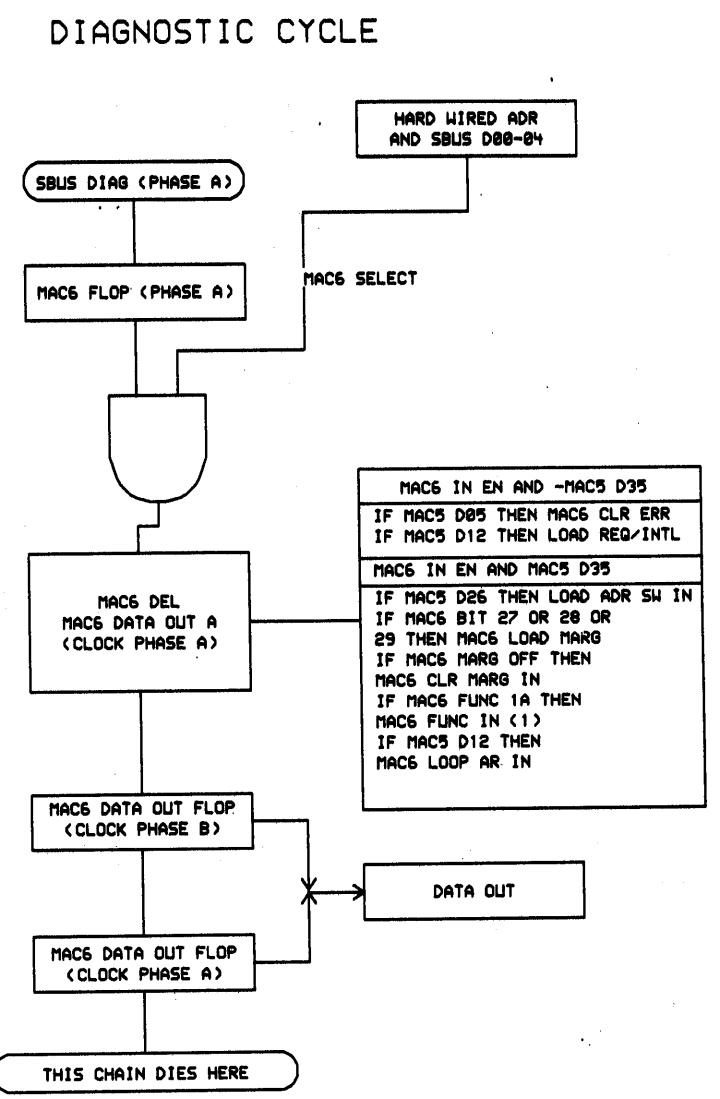 DIAGNOSTIC CYCLE
HARD WIRED ADR
AND SBUS D00-04
SBUS DIAG (PHASE A)
MAC6 FLOP (PHASE A)
MAC6 SELECT
MAC6 IN EN AND -MAC5 D35
IF MAC5 D05 THEN MAC6 CLR ERR
IF MAC5 D12 THEN LOAD REQ/INTL
MAC6 IN EN AND MAC5 D35
IF MAC5 D26 THEN LOAD ADR SW IN
IF MAC6 BIT 27 OR 28 OR
29 THEN MAC6 LOAD MARG
IF MAC6 MARG OFF THEN
MAC6 CLR MARG IN
IF MAC6 FUNC 1A THEN
MAC6 FUNC IN (1)
IF MAC5 D12 THEN
MAC6 LOOP AR IN
MAC6 DEL
MAC6 DATA OUT A
(CLOCK PHASE A)
MAC6 DATA OUT FLOP
(CLOCK PHASE B)
DATA OUT
MAC6 DATA OUT FLOP
(CLOCK PHASE A)
THIS CHAIN DIES HERE